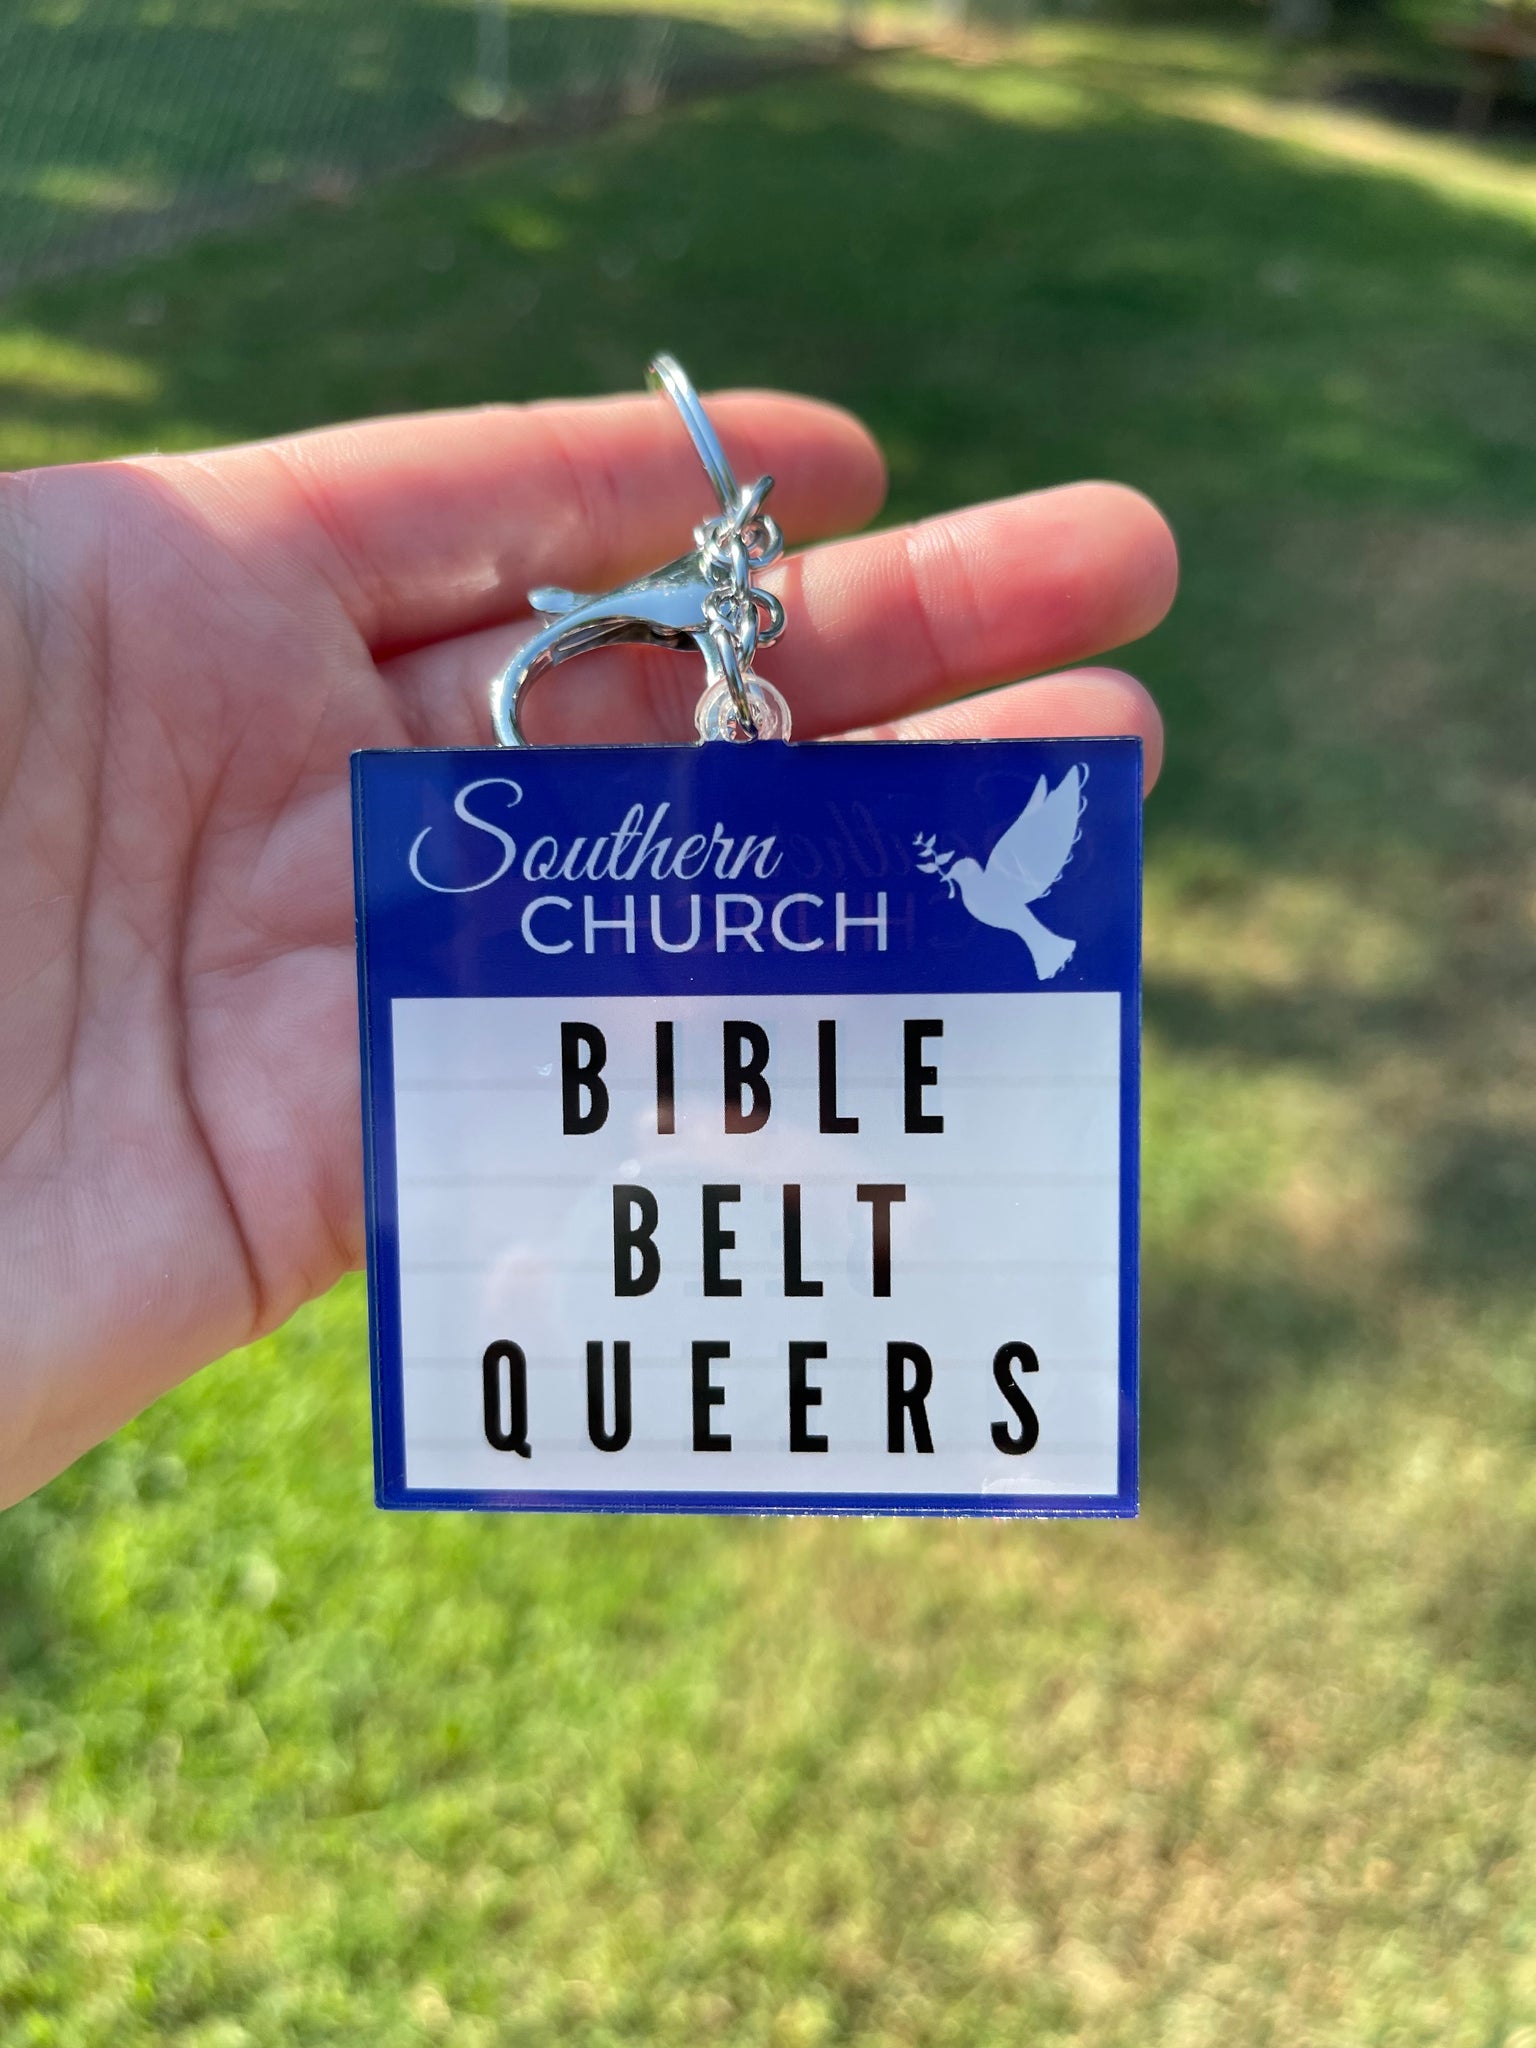 Southern
CHURCH
BIBLE
BELT
QUEERS